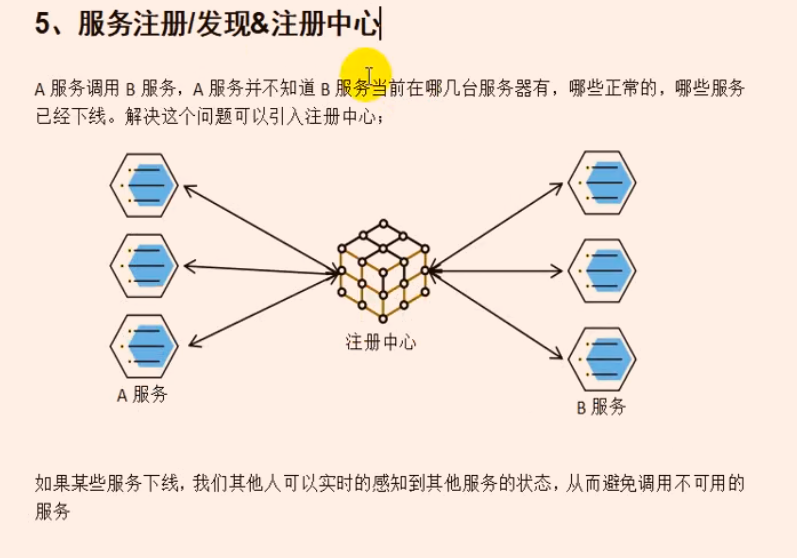 5、服务注册/发现&注册中心
A 服务调用 B 服务，A 服务并不知道 B 服务当前在哪几台服务器有，哪些正常的，哪些服务
已经下线。解决这个问题可以引入注册中心；
注册中心
A 服务
B 服务
如果某些服务下线，我们其他人可以实时的感知到其他服务的状态，从而避免调用不可用的
服务